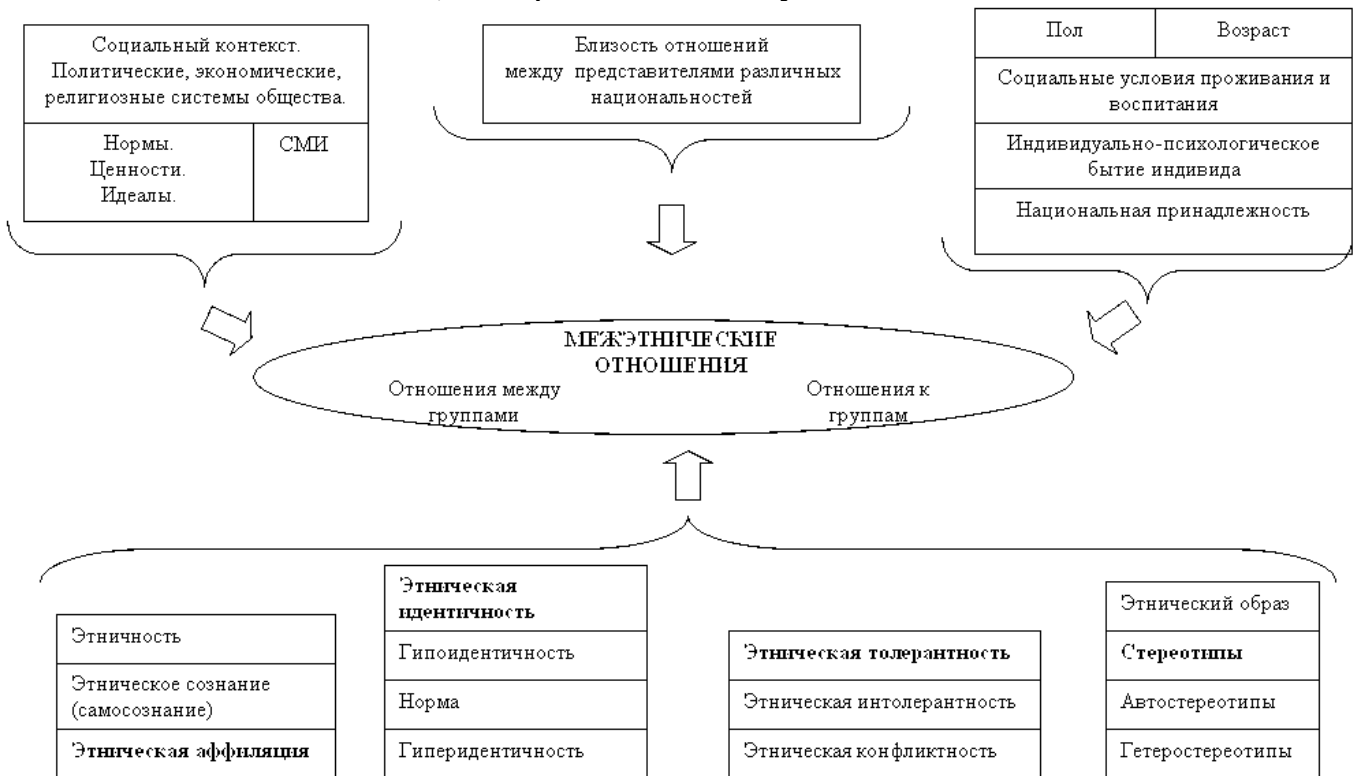 Социальный контекст.
Политические, экономические,
религиозные системы общества.
Нормы.
Ценности.
Идеалы.
СМИ
Близость отношений
между представителями различных
национальностей
Пол
Возраст
Социальные условия проживания и
воспитания
Индивидуально-психологическое
бытие индивида
Национальная принадлежность
МЕЖЭТНИЧЕСКИЕ
ОТНОШЕНИЯ
Отношения между
группами
Отношения к
группам
Этничность
Этническое сознание
(самосознание)
Этническая аффиляция
Этническая
идентичность
Гипоидентичность
Норма
Гиперидентичность
Этническая толерантность
Этническая интолерантность
Этническая конфликтность
Этнический образ
Стереотипы
Автостереотипы
Гетеростереотипы